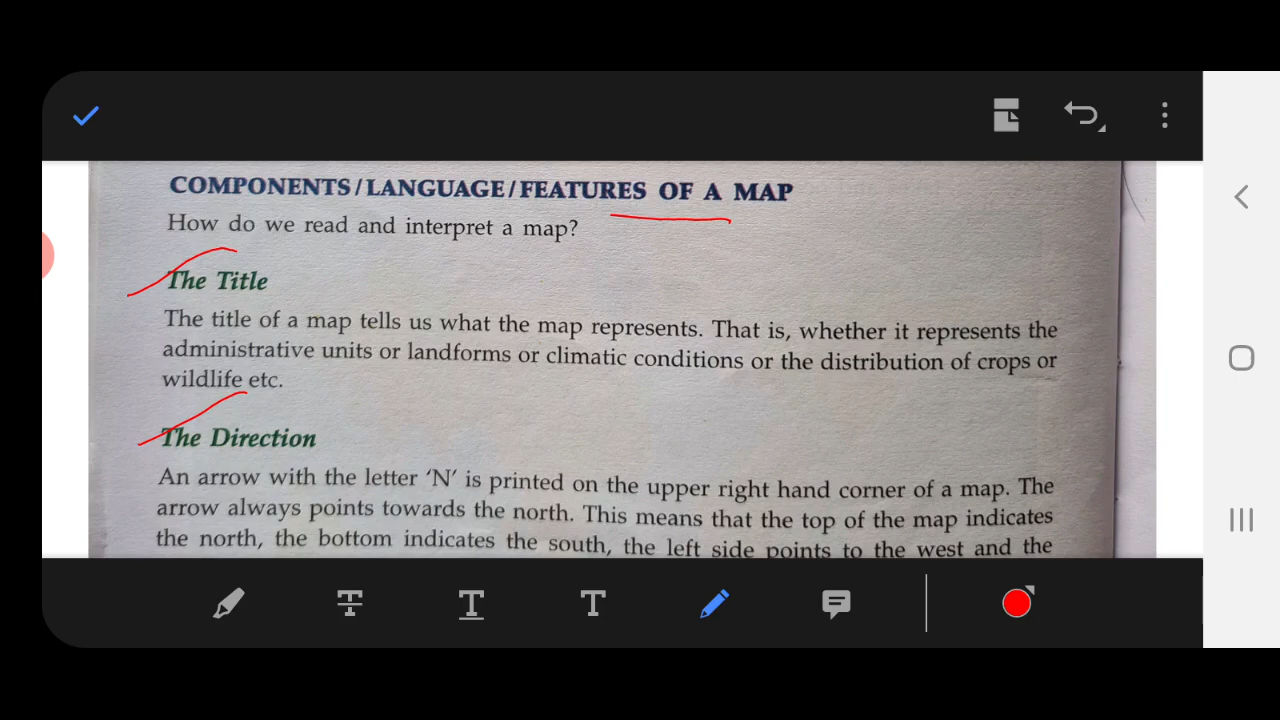 COMPONENTS/LANGUAGE/FEATURES OF A MAP
How do we read and interpret a map?
The Title
The title of a map tells us what the map represents. That is, whether it represents the
administrative units or landforms or climatic conditions or the distribution of crops or
wildlife etc.
The Direction
An arrow with the letter ‘N’ is printed on the upper right hand corner of a map. The
arrow always points towards the north. This means that the top of the map indicates
the north, the bottom indicates the south, the left side points to the west and the